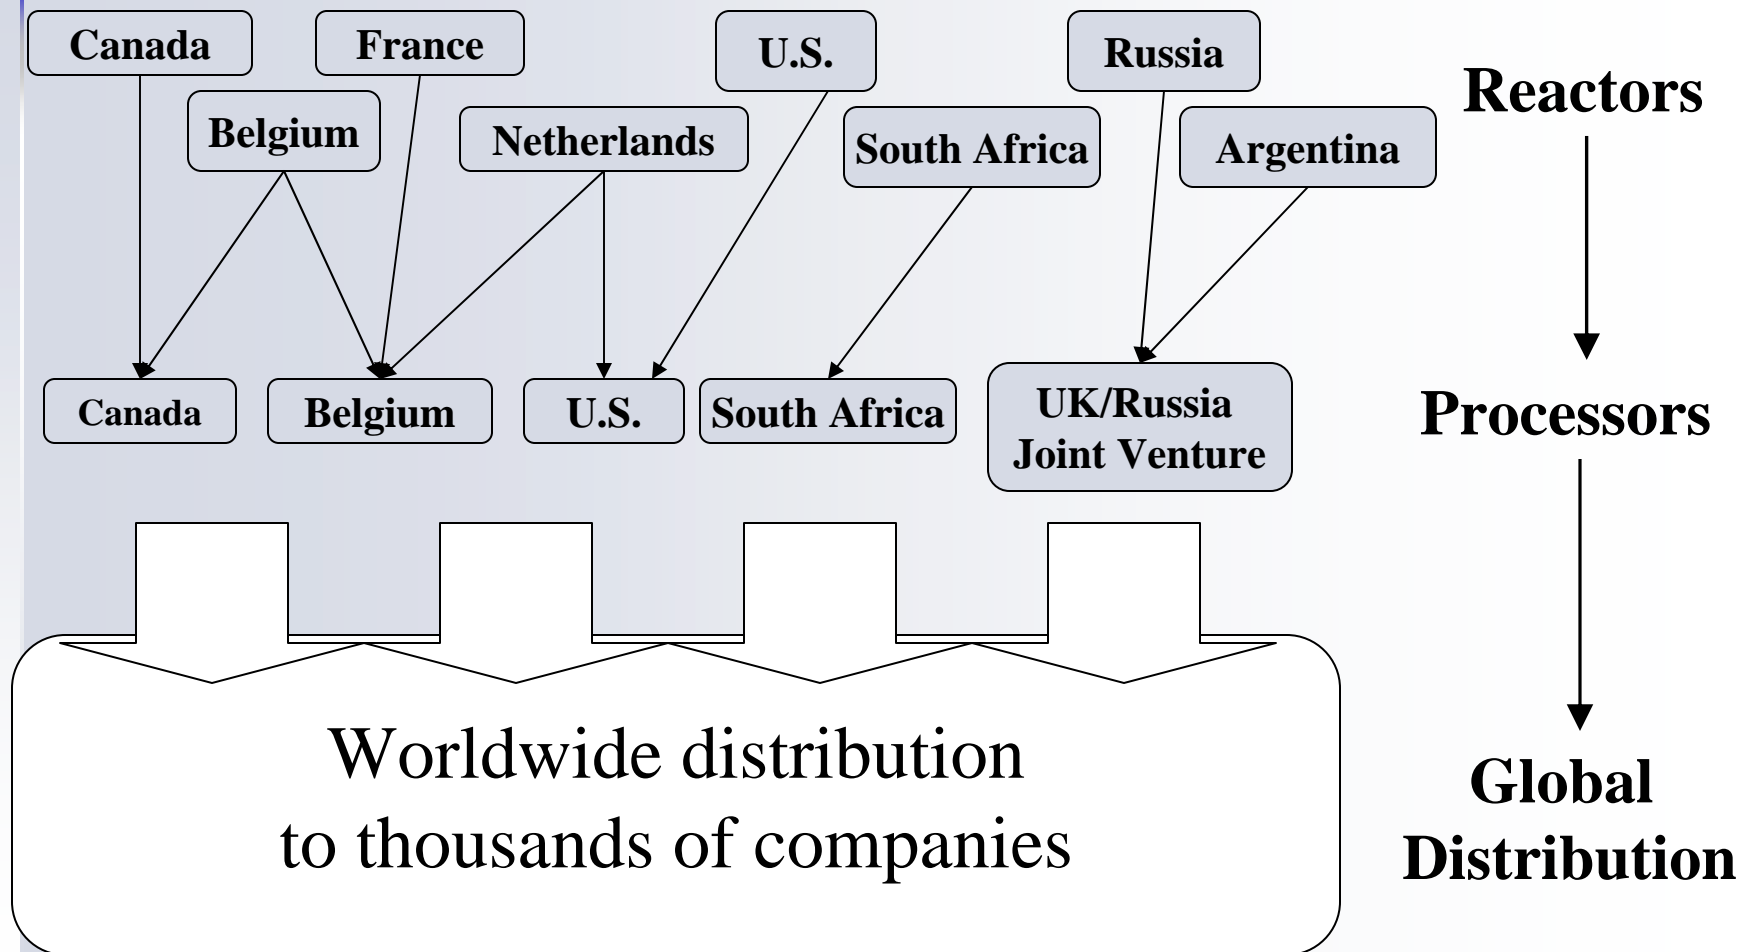 Canada
France
U.S.
Russia
Reactors
Belgium
Netherlands
South Africa
Argentina
Canada
Belgium
U.S.
South Africa
UK/Russia
Joint Venture
Processors
Worldwide distribution
to thousands of companies
Global
Distribution